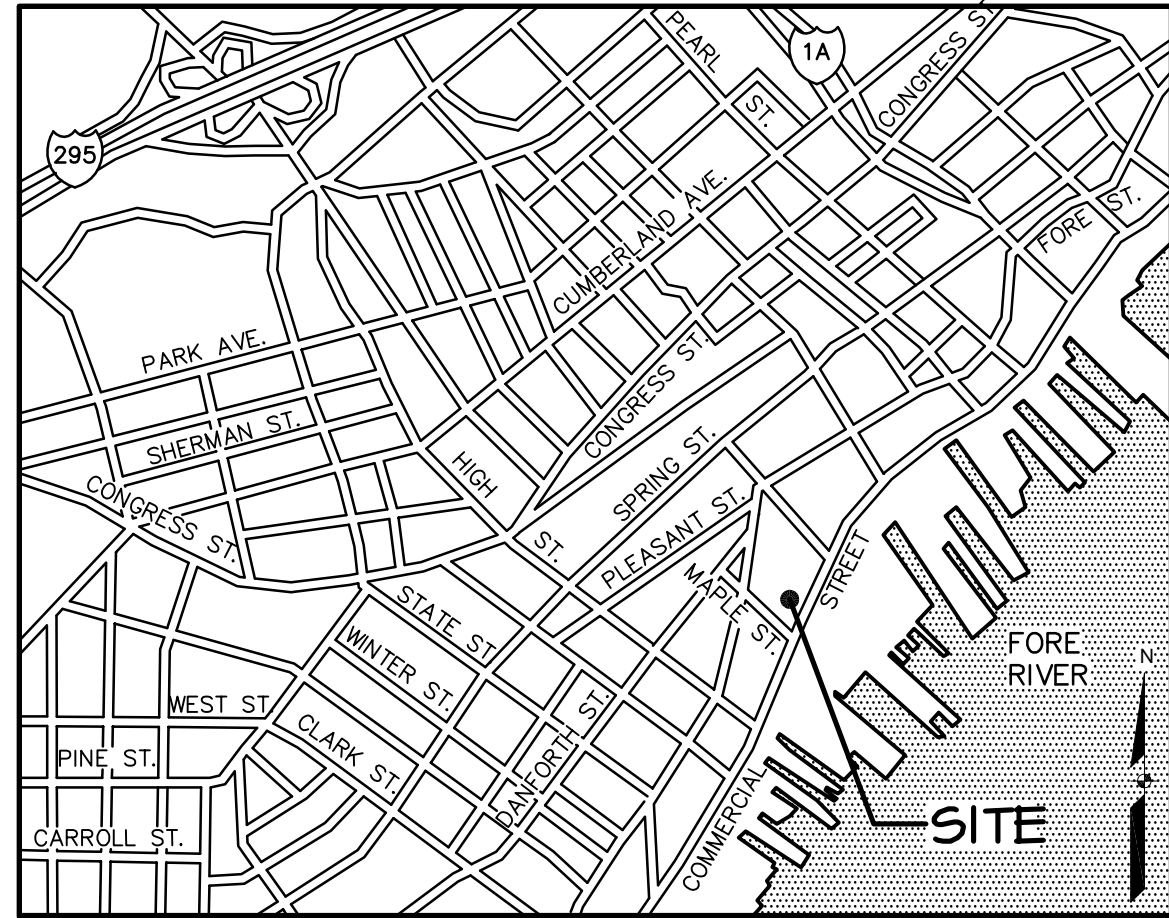 CONGRESS ST.
PEARL
ST.
1A
CONGRESS S
295
CUMBERLAND AVE.
FORE ST.
PARK AVE.
SHERMAN ST.
CONGRESS ST.
HIGH
ST.
CONGRESS ST.
SPRING ST.
PLEASANT ST.
MAPLE ST.
STREET
COMMERCIAL
STATE ST
WINTER ST.
WEST ST
CLARK ST.
DANFORTH ST.
PINE ST.
CARROLL ST.
FORE
RIVER
N
SITE